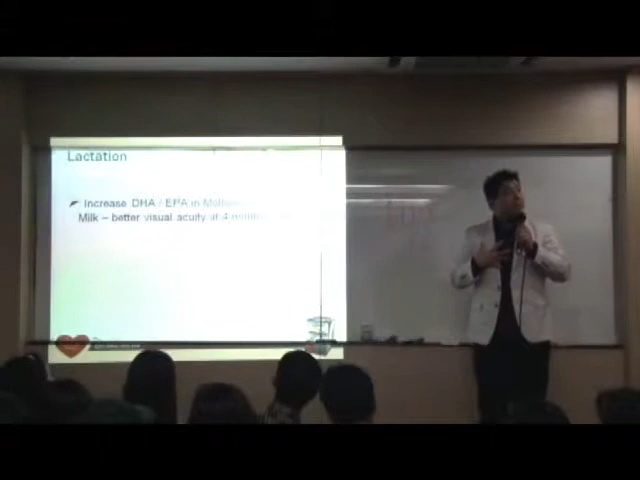 Lactation
Increase DHA / EPA in
Milk – better visual acuity at 4